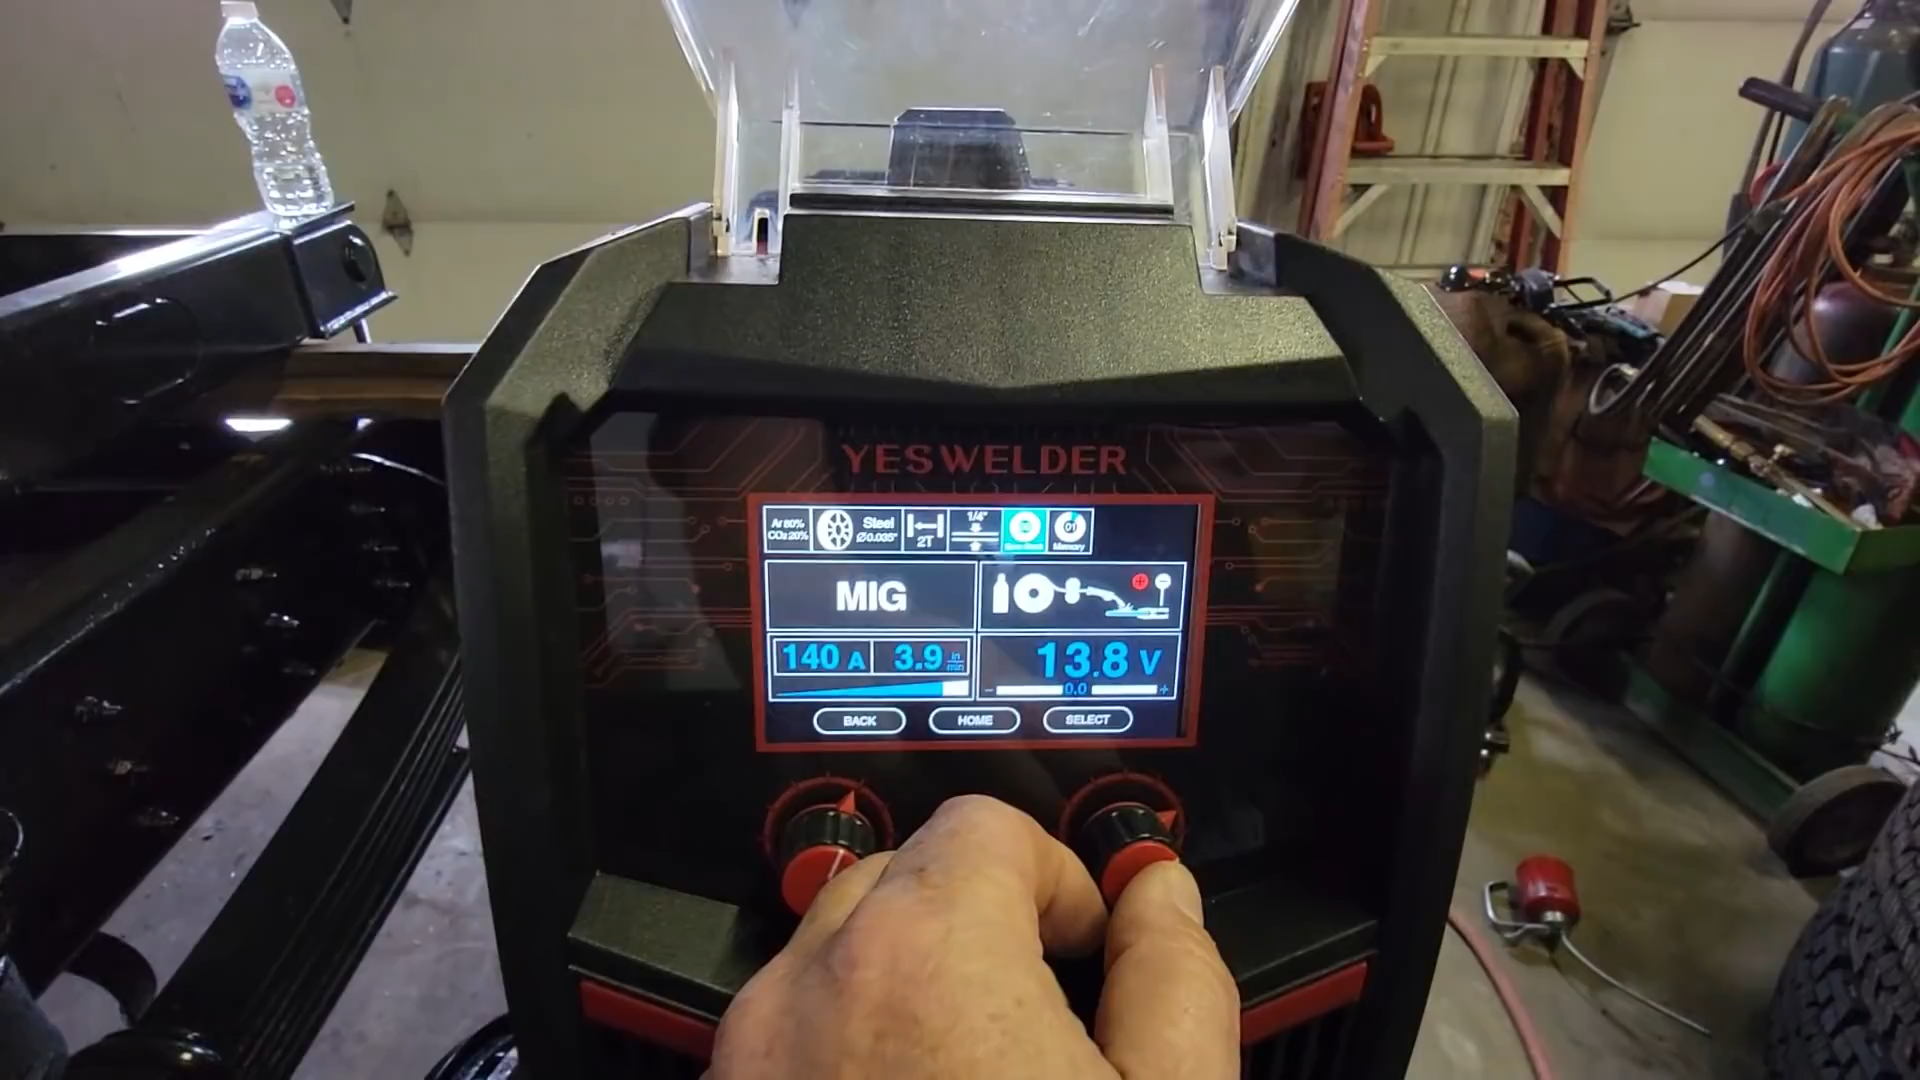 YESWELDER
Ar 80%
CO₂ 20%
Steel
Ø0.035"
2T
1/4"
01
Memory
MIG
+
−
140 A
3.9 in/min
13.8 V
− 0.0 +
BACK
HOME
SELECT